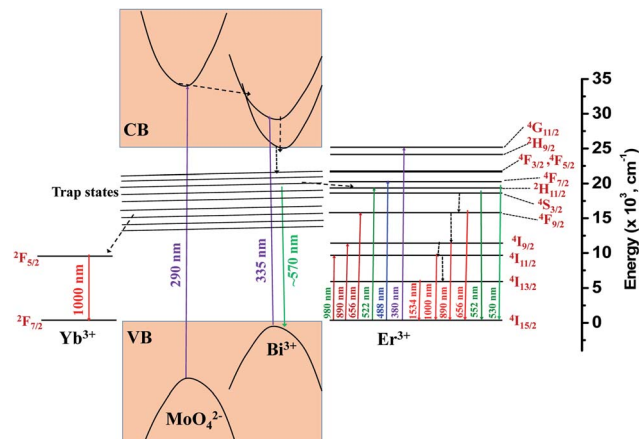 CB
Trap states
²F₅/₂
1000 nm
²F₇/₂
Yb³⁺
VB
290 nm
335 nm
~570 nm
Bi³⁺
MoO₄²⁻
980 nm
890 nm
656 nm
522 nm
488 nm
380 nm
1534 nm
1000 nm
890 nm
656 nm
552 nm
530 nm
Er³⁺
⁴G₁₁/₂
²H₉/₂
⁴F₃/₂ ,⁴F₅/₂
⁴F₇/₂
²H₁₁/₂
⁴S₃/₂
⁴F₉/₂
⁴I₉/₂
⁴I₁₁/₂
⁴I₁₃/₂
⁴I₁₅/₂
35
30
25
20
15
10
5
0
Energy (x 10³, cm⁻¹)